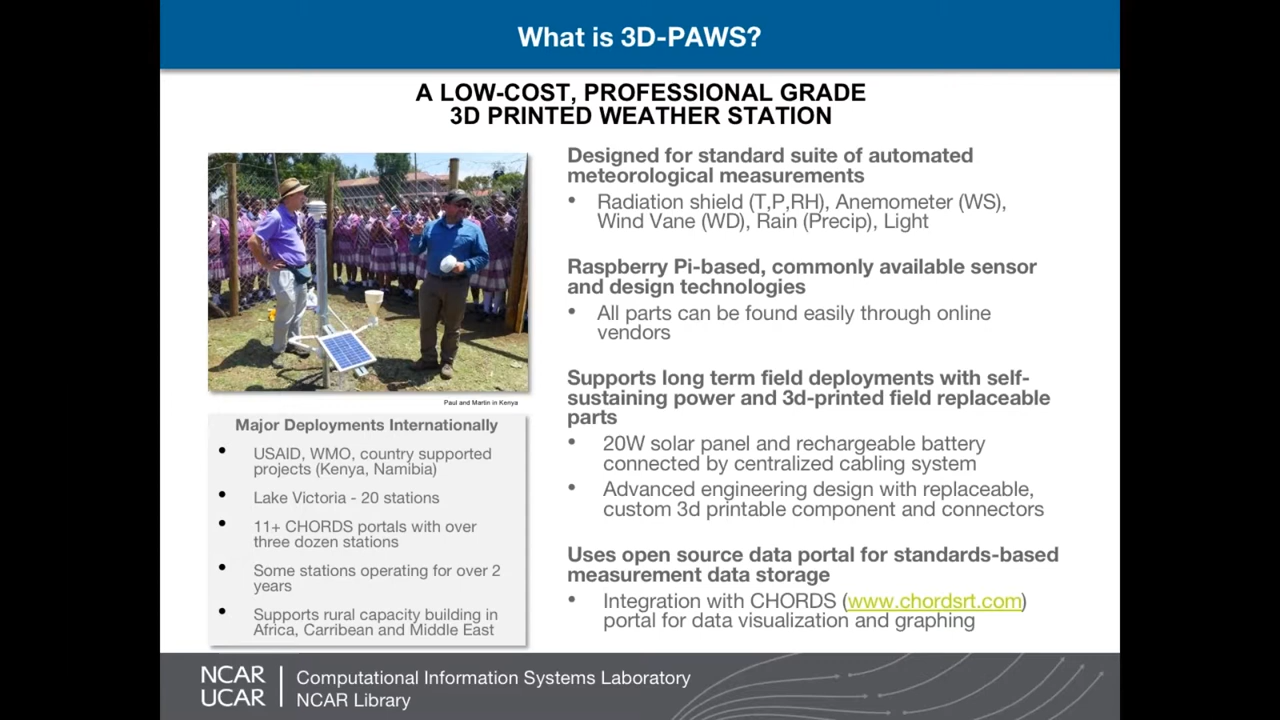 What is 3D-PAWS?
A LOW-COST, PROFESSIONAL GRADE
3D PRINTED WEATHER STATION
Paul and Martin in Kenya
Major Deployments Internationally
• USAID, WMO, country supported
projects (Kenya, Namibia)
• Lake Victoria - 20 stations
• 11+ CHORDS portals with over
three dozen stations
• Some stations operating for over 2
years
• Supports rural capacity building in
Africa, Carribean and Middle East
Designed for standard suite of automated
meteorological measurements
• Radiation shield (T,P,RH), Anemometer (WS),
Wind Vane (WD), Rain (Precip), Light
Raspberry Pi-based, commonly available sensor
and design technologies
• All parts can be found easily through online
vendors
Supports long term field deployments with self-
sustaining power and 3d-printed field replaceable
parts
• 20W solar panel and rechargeable battery
connected by centralized cabling system
• Advanced engineering design with replaceable,
custom 3d printable component and connectors
Uses open source data portal for standards-based
measurement data storage
• Integration with CHORDS (www.chordsrt.com)
portal for data visualization and graphing
NCAR
UCAR
Computational Information Systems Laboratory
NCAR Library